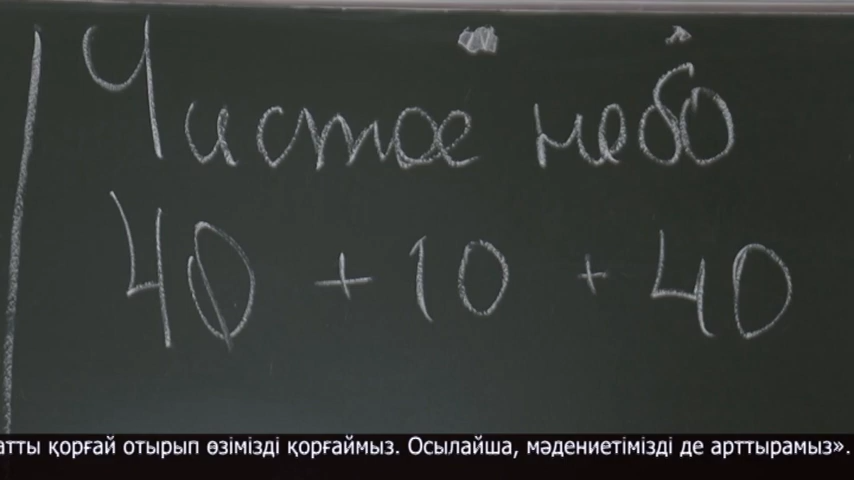 Чистое небо
40 + 10 + 40
атты қорғай отырып өзімізді қорғаймыз. Осылайша, мәдениетімізді де арттырамыз».